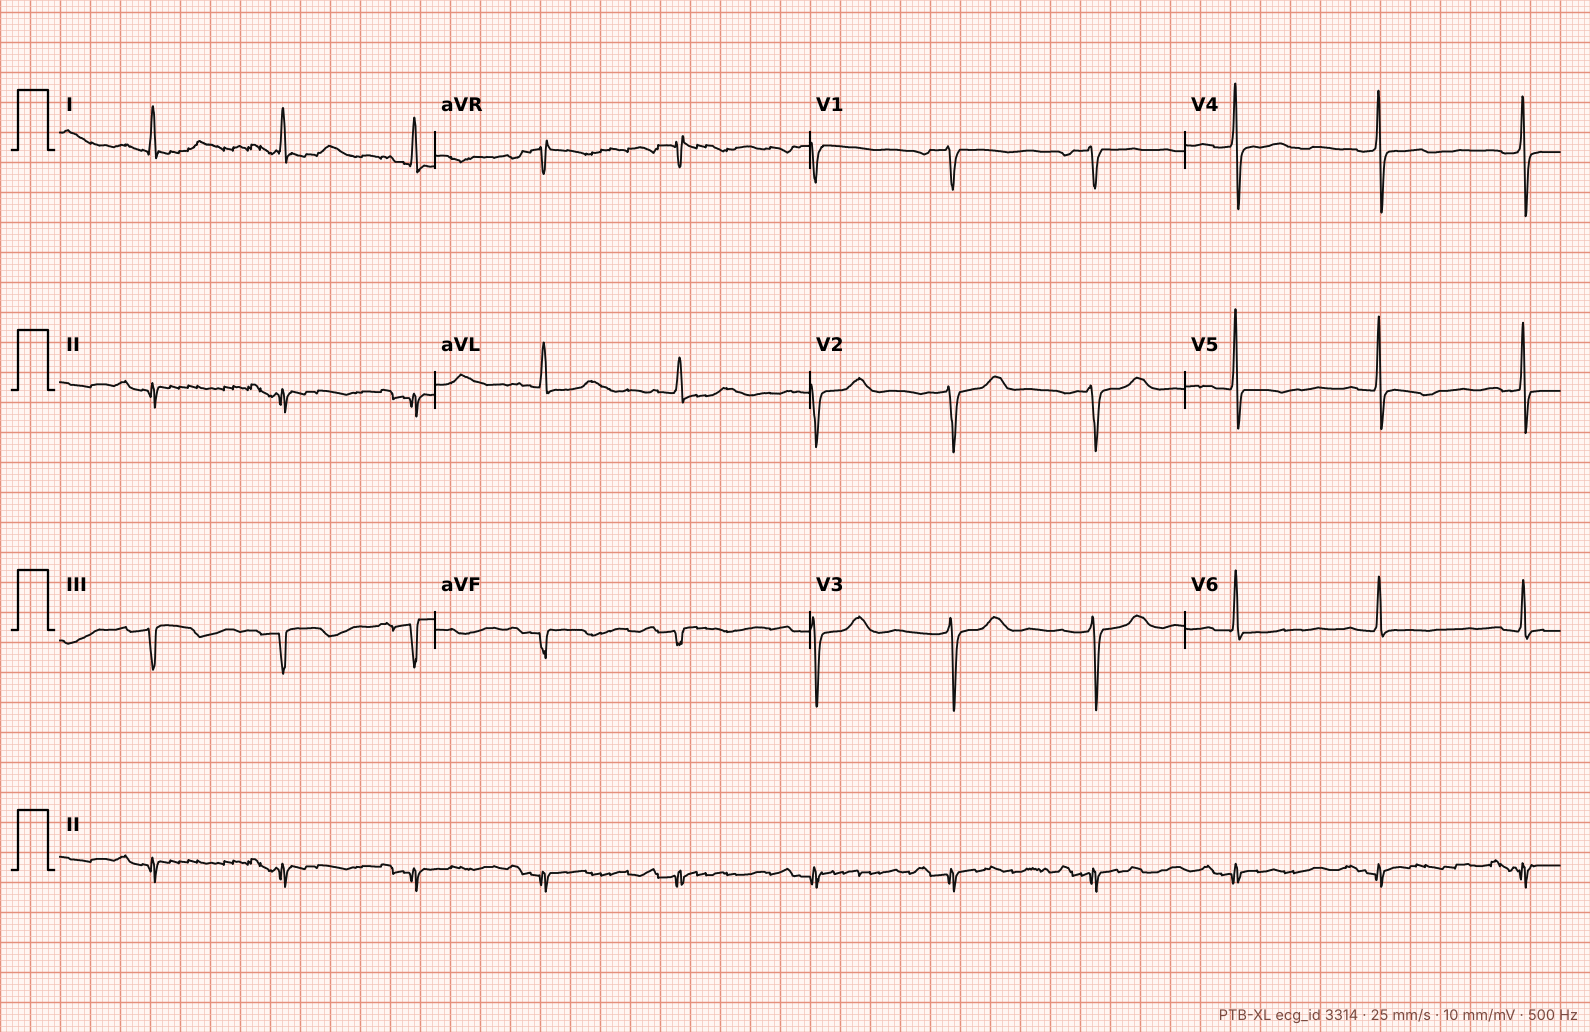 I aVR V1 V4
II aVL V2 V5
III aVF V3 V6
II
PTB-XL ecg_id 3314 · 25 mm/s · 10 mm/mV · 500 Hz